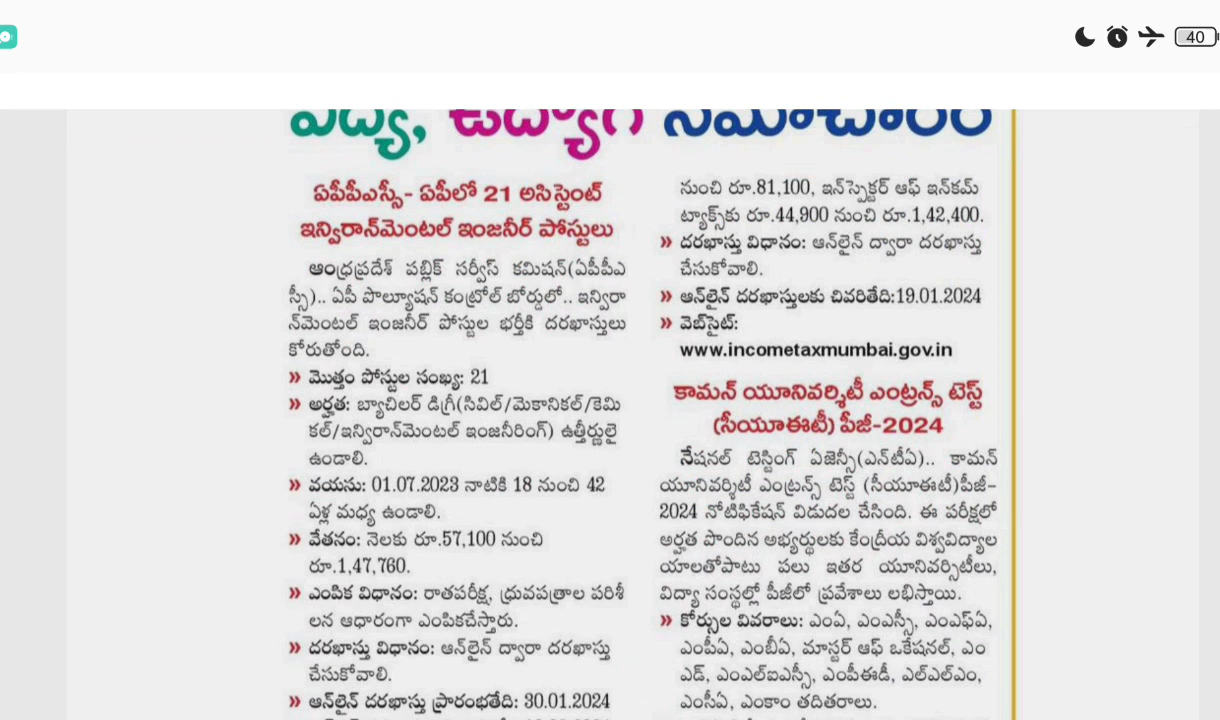 40
విద్య, ఉద్యోగ సమాచారం
ఏపీపీఎస్సీ- ఏపీలో 21 అసిస్టెంట్
ఇన్విరాన్‌మెంటల్ ఇంజనీర్ పోస్టులు
ఆంధ్రప్రదేశ్ పబ్లిక్ సర్వీస్ కమిషన్(ఏపీపీఎ
స్సీ).. ఏపీ పొల్యూషన్ కంట్రోల్ బోర్డులో.. ఇన్విరా
న్‌మెంటల్ ఇంజనీర్ పోస్టుల భర్తీకి దరఖాస్తులు
కోరుతోంది.
» మొత్తం పోస్టుల సంఖ్య: 21
» అర్హత: బ్యాచిలర్ డిగ్రీ(సివిల్/మెకానికల్/కెమి
కల్/ఇన్విరాన్‌మెంటల్ ఇంజనీరింగ్) ఉత్తీర్ణులై
ఉండాలి.
» వయసు: 01.07.2023 నాటికి 18 నుంచి 42
ఏళ్ల మధ్య ఉండాలి.
» వేతనం: నెలకు రూ.57,100 నుంచి
రూ.1,47,760.
» ఎంపిక విధానం: రాతపరీక్ష, ధ్రువపత్రాల పరిశీ
లన ఆధారంగా ఎంపికచేస్తారు.
» దరఖాస్తు విధానం: ఆన్‌లైన్ ద్వారా దరఖాస్తు
చేసుకోవాలి.
» ఆన్‌లైన్ దరఖాస్తు ప్రారంభతేది: 30.01.2024
నుంచి రూ.81,100, ఇన్‌స్పెక్టర్ ఆఫ్ ఇన్‌కమ్
ట్యాక్స్‌కు రూ.44,900 నుంచి రూ.1,42,400.
» దరఖాస్తు విధానం: ఆన్‌లైన్ ద్వారా దరఖాస్తు
చేసుకోవాలి.
» ఆన్‌లైన్ దరఖాస్తులకు చివరితేది:19.01.2024
» వెబ్‌సైట్:
www.incometaxmumbai.gov.in
కామన్ యూనివర్శిటీ ఎంట్రన్స్ టెస్ట్
(సీయూఈటీ) పీజీ-2024
నేషనల్ టెస్టింగ్ ఏజెన్సీ(ఎన్‌టీఏ).. కామన్
యూనివర్శిటీ ఎంట్రన్స్ టెస్ట్ (సీయూఈటీ)పీజీ-
2024 నోటిఫికేషన్ విడుదల చేసింది. ఈ పరీక్షలో
అర్హత పొందిన అభ్యర్థులకు కేంద్రీయ విశ్వవిద్యాల
యాలతోపాటు పలు ఇతర యూనివర్సిటీలు,
విద్యా సంస్థల్లో పీజీలో ప్రవేశాలు లభిస్తాయి.
» కోర్సుల వివరాలు: ఎంఏ, ఎంఎస్సీ, ఎంఎఫ్ఏ,
ఎంపీఏ, ఎంబీఏ, మాస్టర్ ఆఫ్ ఒకేషనల్, ఎం
ఎడ్, ఎంఎల్ఐఎస్సీ, ఎంపీఈడీ, ఎల్ఎల్ఎం,
ఎంసీఏ, ఎంకాం తదితరాలు.